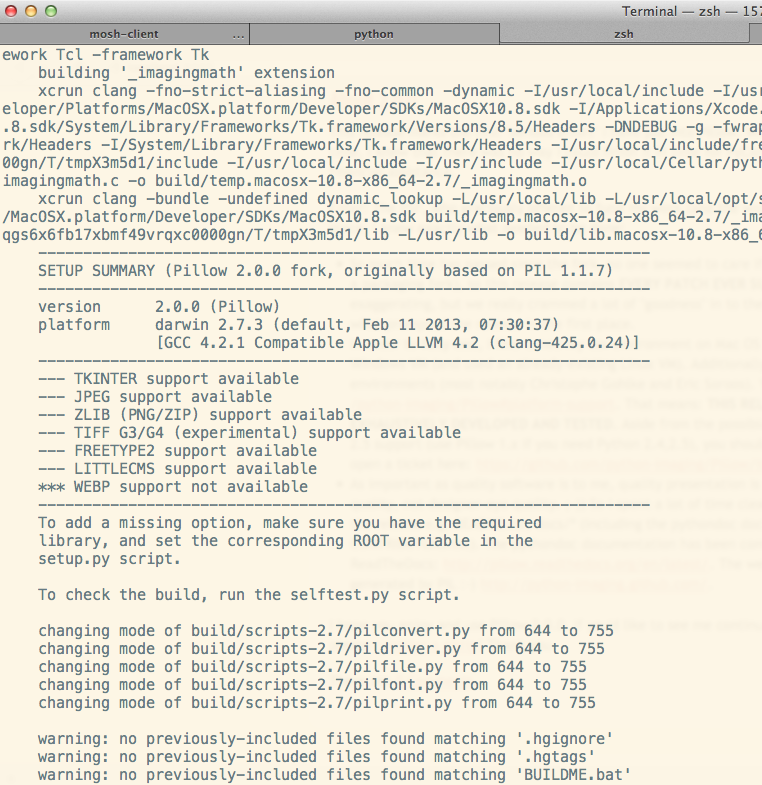 Terminal — zsh — 157
mosh-client ... python zsh
ework Tcl -framework Tk
building '_imagingmath' extension
xcrun clang -fno-strict-aliasing -fno-common -dynamic -I/usr/local/include -I/usr
eloper/Platforms/MacOSX.platform/Developer/SDKs/MacOSX10.8.sdk -I/Applications/Xcode.
.8.sdk/System/Library/Frameworks/Tk.framework/Versions/8.5/Headers -DNDEBUG -g -fwrap
rk/Headers -I/System/Library/Frameworks/Tk.framework/Headers -I/usr/local/include/fre
00gn/T/tmpX3m5d1/include -I/usr/local/include -I/usr/include -I/usr/local/Cellar/pyth
imagingmath.c -o build/temp.macosx-10.8-x86_64-2.7/_imagingmath.o
xcrun clang -bundle -undefined dynamic_lookup -L/usr/local/lib -L/usr/local/opt/s
/MacOSX.platform/Developer/SDKs/MacOSX10.8.sdk build/temp.macosx-10.8-x86_64-2.7/_ima
qgs6x6fb17xbmf49vrqxc0000gn/T/tmpX3m5d1/lib -L/usr/lib -o build/lib.macosx-10.8-x86_6
--------------------------------------------------------------------
SETUP SUMMARY (Pillow 2.0.0 fork, originally based on PIL 1.1.7)
--------------------------------------------------------------------
version 2.0.0 (Pillow)
platform darwin 2.7.3 (default, Feb 11 2013, 07:30:37)
[GCC 4.2.1 Compatible Apple LLVM 4.2 (clang-425.0.24)]
--------------------------------------------------------------------
--- TKINTER support available
--- JPEG support available
--- ZLIB (PNG/ZIP) support available
--- TIFF G3/G4 (experimental) support available
--- FREETYPE2 support available
--- LITTLECMS support available
*** WEBP support not available
--------------------------------------------------------------------
To add a missing option, make sure you have the required
library, and set the corresponding ROOT variable in the
setup.py script.
To check the build, run the selftest.py script.
changing mode of build/scripts-2.7/pilconvert.py from 644 to 755
changing mode of build/scripts-2.7/pildriver.py from 644 to 755
changing mode of build/scripts-2.7/pilfile.py from 644 to 755
changing mode of build/scripts-2.7/pilfont.py from 644 to 755
changing mode of build/scripts-2.7/pilprint.py from 644 to 755
warning: no previously-included files found matching '.hgignore'
warning: no previously-included files found matching '.hgtags'
warning: no previously-included files found matching 'BUILDME.bat'